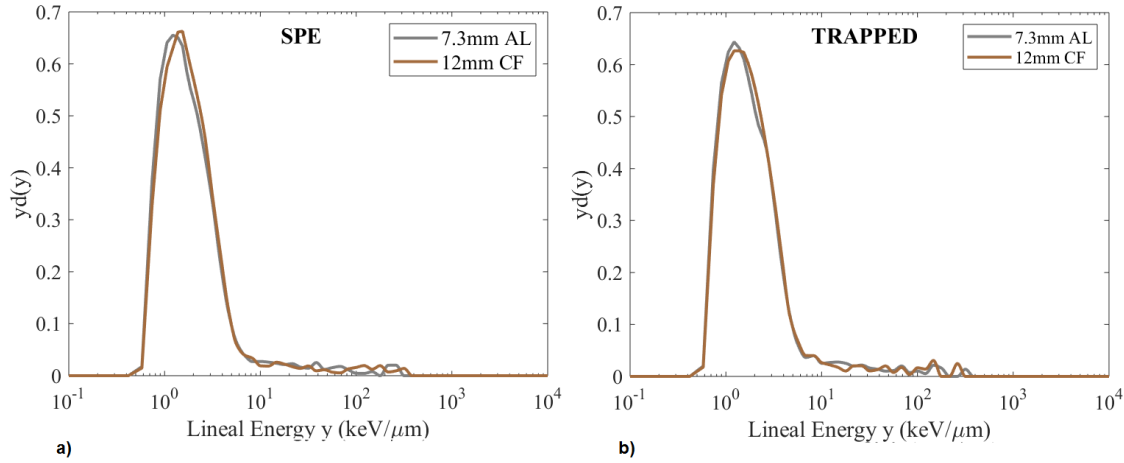 SPE
7.3mm AL
12mm CF
yd(y)
0.7
0.6
0.5
0.4
0.3
0.2
0.1
0
10-1
100
101
102
103
104
Lineal Energy y (keV/μm)
a)
TRAPPED
7.3mm AL
12mm CF
yd(y)
0.7
0.6
0.5
0.4
0.3
0.2
0.1
0
10-1
100
101
102
103
104
Lineal Energy y (keV/μm)
b)